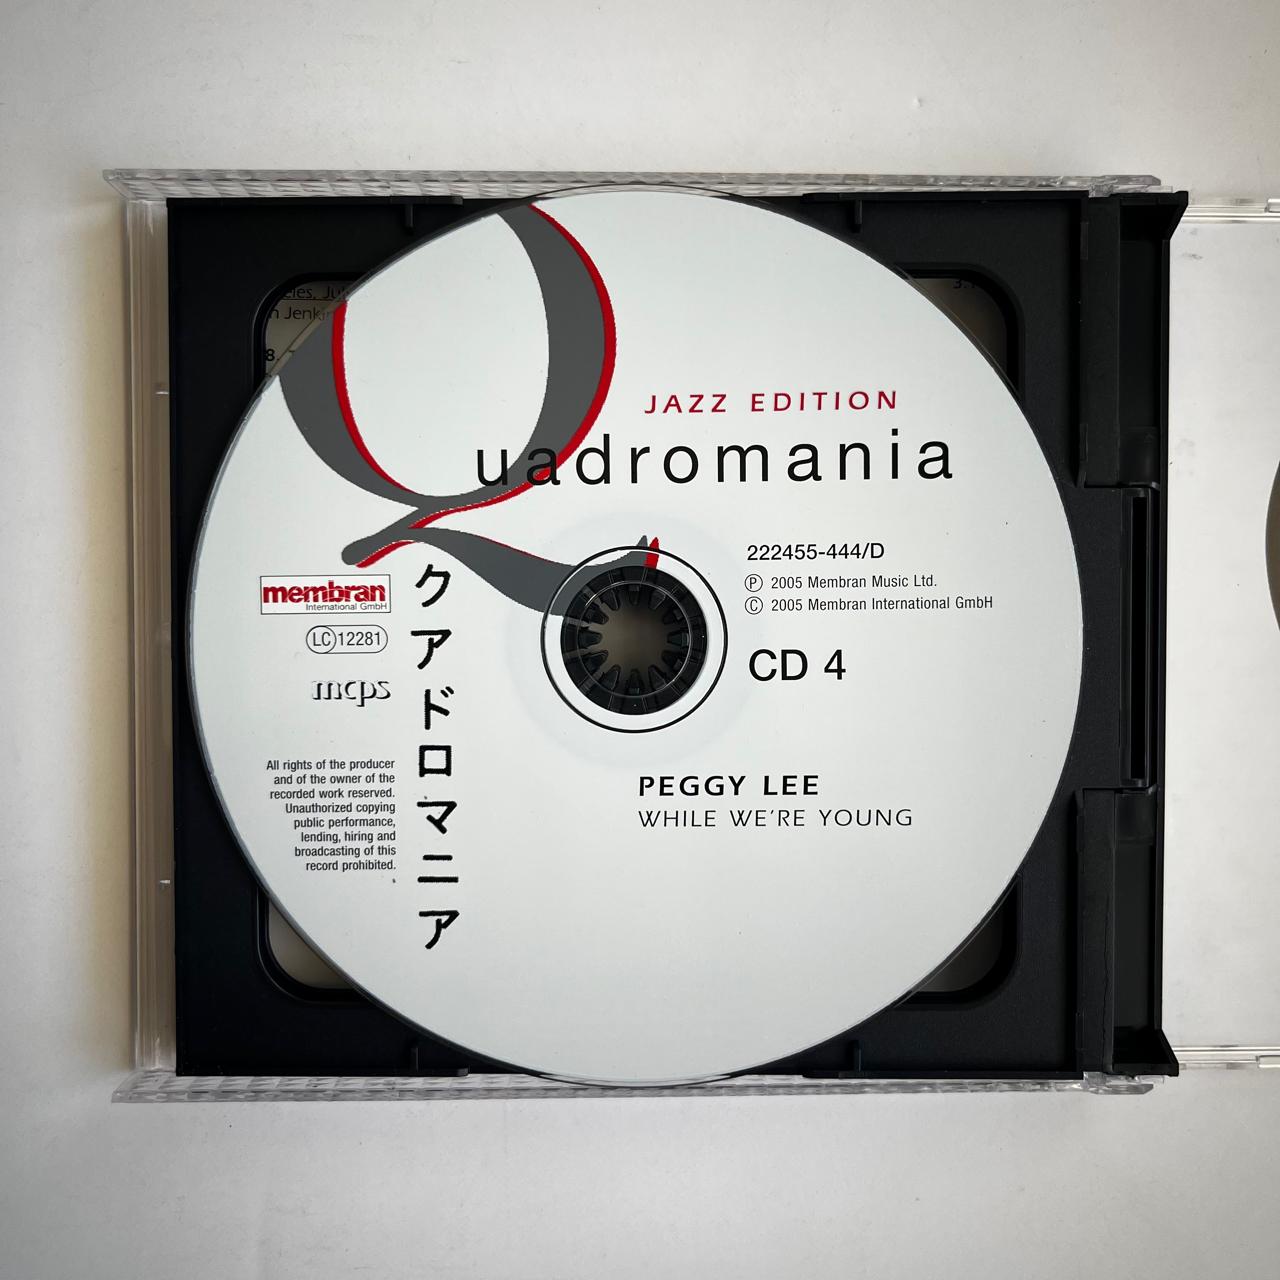 8.
JAZZ EDITION
Quadromania
222455-444/D
Ⓟ 2005 Membran Music Ltd.
Ⓒ 2005 Membran International GmbH
CD 4
PEGGY LEE
WHILE WE'RE YOUNG
membran
International GmbH
LC 12281
mcps
クアドロマニア
All rights of the producer
and of the owner of the
recorded work reserved.
Unauthorized copying
public performance,
lending, hiring and
broadcasting of this
record prohibited.